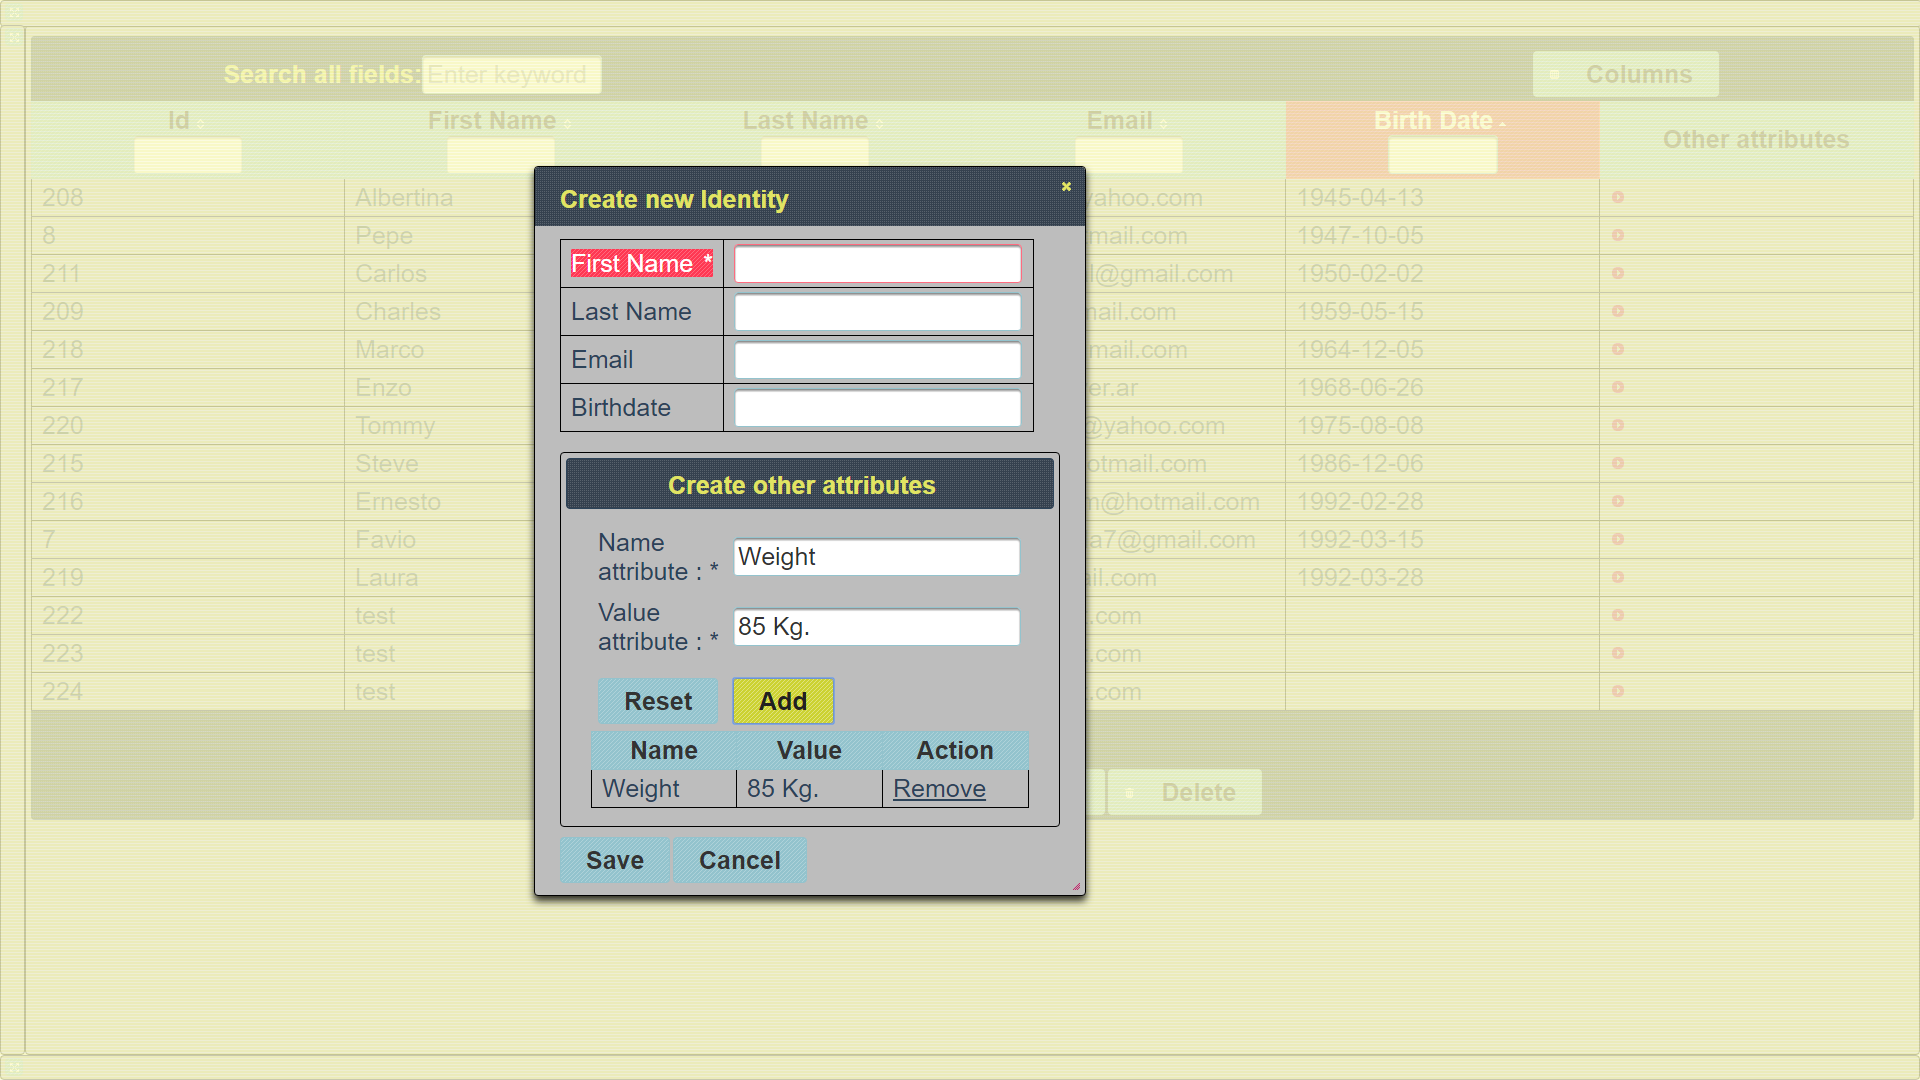 Search all fields: Enter keyword Columns
Id First Name Last Name Email Birth Date Other attributes
208 Albertina yahoo.com 1945-04-13
8 Pepe mail.com 1947-10-05
211 Carlos @gmail.com 1950-02-02
209 Charles ail.com 1959-05-15
218 Marco mail.com 1964-12-05
217 Enzo er.ar 1968-06-26
220 Tommy @yahoo.com 1975-08-08
215 Steve otmail.com 1986-12-06
216 Ernesto @hotmail.com 1992-02-28
7 Favio a7@gmail.com 1992-03-15
219 Laura il.com 1992-03-28
222 test .com
223 test .com
224 test .com
Delete
Create new Identity
First Name *
Last Name
Email
Birthdate
Create other attributes
Name
attribute : * Weight
Value
attribute : * 85 Kg.
Reset Add
Name Value Action
Weight 85 Kg. Remove
Save Cancel